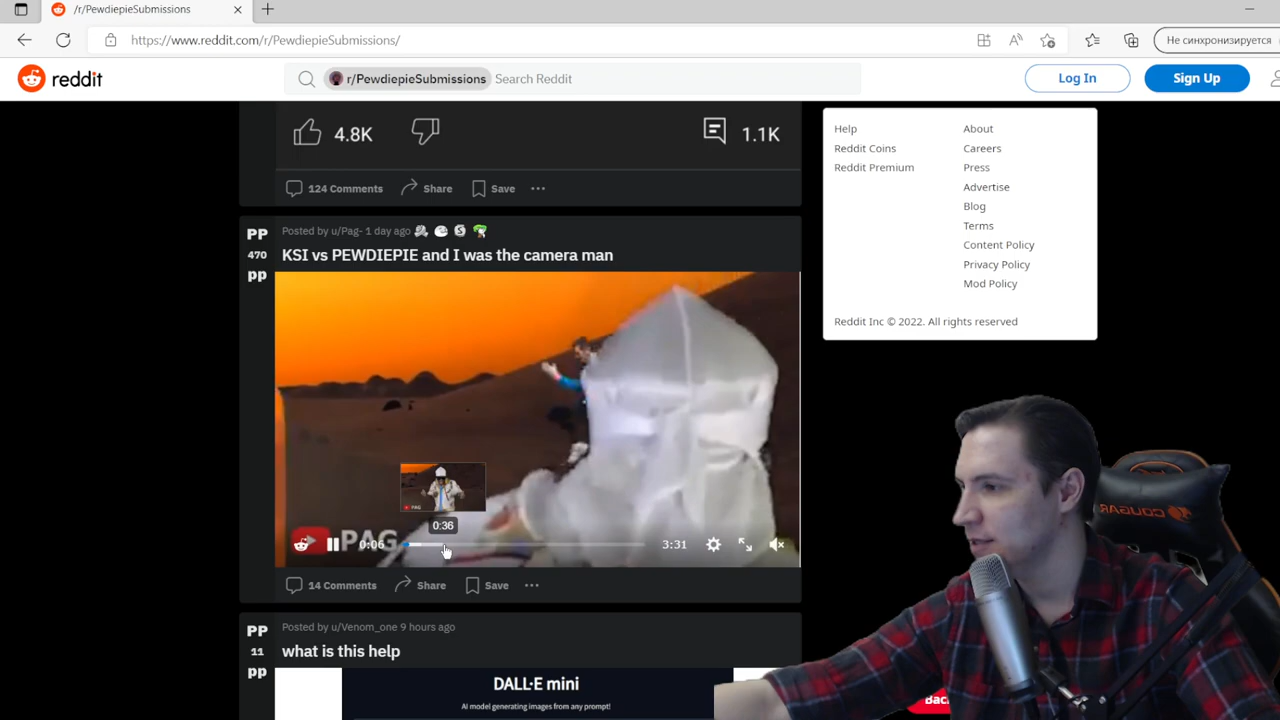 /r/PewdiepieSubmissions/
https://www.reddit.com/r/PewdiepieSubmissions/
Не синхронизируется
reddit
r/PewdiepieSubmissions
Search Reddit
Log In
Sign Up
4.8K
1.1K
124 Comments
Share
Save
Help
About
Reddit Coins
Careers
Reddit Premium
Press
Advertise
Blog
Terms
Content Policy
Privacy Policy
Mod Policy
Reddit Inc © 2022. All rights reserved
PP
470
pp
Posted by u/Pag- 1 day ago
KSI vs PEWDIEPIE and I was the camera man
PAG
0:36
PAG
0:06
3:31
14 Comments
Share
Save
PP
11
pp
Posted by u/Venom_one 9 hours ago
what is this help
DALL·E mini
AI model generating images from any prompt!
COUGAR